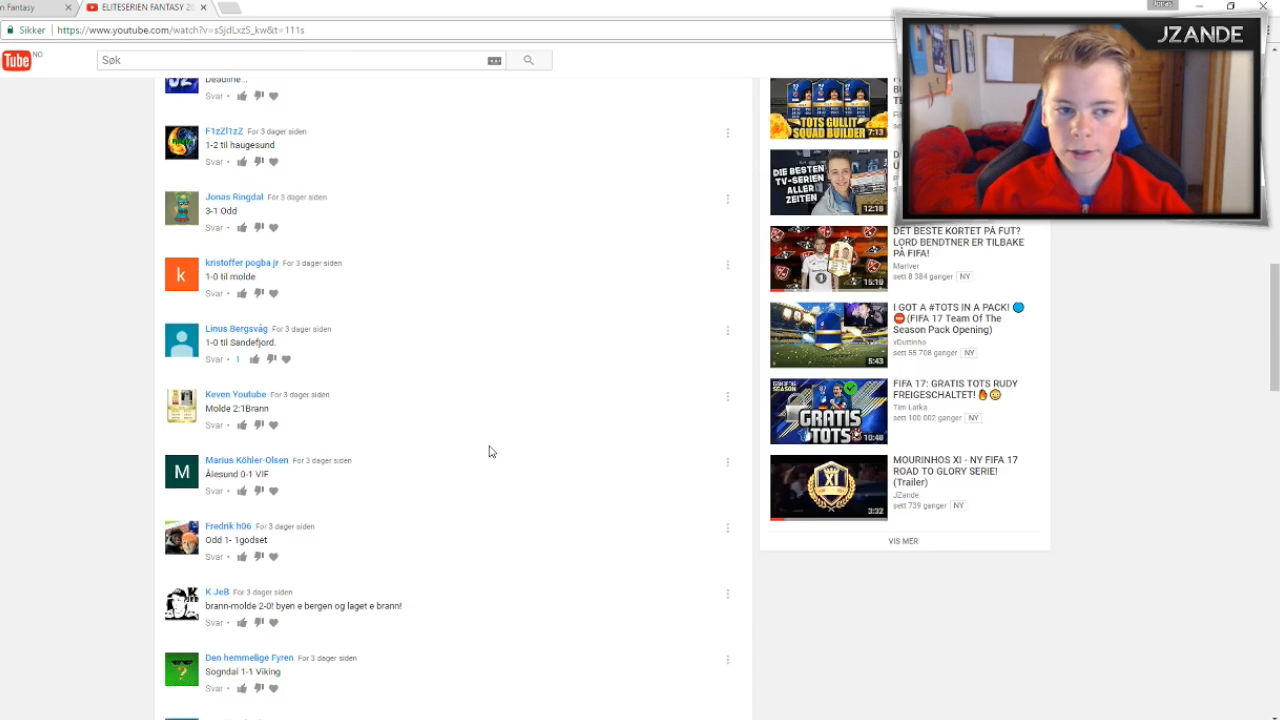 n Fantasy
ELITESERIEN FANTASY 20
Jonas
Sikker
https://www.youtube.com/watch?v=sSjdLxzS_kw&t=111s
Tube NO
Søk
JZANDE
Deadline...
Svar
F1zZl1zZ For 3 dager siden
1-2 til haugesund
Svar
Jonas Ringdal For 3 dager siden
3-1 Odd
Svar
kristoffer pogba jr For 3 dager siden
1-0 til molde
Svar
Linus Bergsvåg For 3 dager siden
1-0 til Sandefjord.
Svar 1
Keven Youtube For 3 dager siden
Molde 2:1Brann
Svar
Marius Köhler-Olsen For 3 dager siden
Ålesund 0-1 VIF
Svar
Fredrik h06 For 3 dager siden
Odd 1- 1godset
Svar
K JeB For 3 dager siden
brann-molde 2-0! byen e bergen og laget e brann!
Svar
Den hemmelige Fyren For 3 dager siden
Sogndal 1-1 Viking
Svar
TOTS GULLIT
SQUAD BUILDER
7:13
DIE BESTEN
TV-SERIEN
ALLER
ZEITEN
12:18
15:10
DET BESTE KORTET PÅ FUT?
LORD BENDTNER ER TILBAKE
PÅ FIFA!
Mariver
sett 8 384 ganger NY
5:43
I GOT A #TOTS IN A PACK!
(FIFA 17 Team Of The
Season Pack Opening)
xDuttinho
sett 55 708 ganger NY
GRATIS
TOTS
10:48
FIFA 17: GRATIS TOTS RUDY
FREIGESCHALTET!
Tim Latka
sett 100 002 ganger NY
XI
3:32
MOURINHOS XI - NY FIFA 17
ROAD TO GLORY SERIE!
(Trailer)
JZande
sett 739 ganger NY
VIS MER